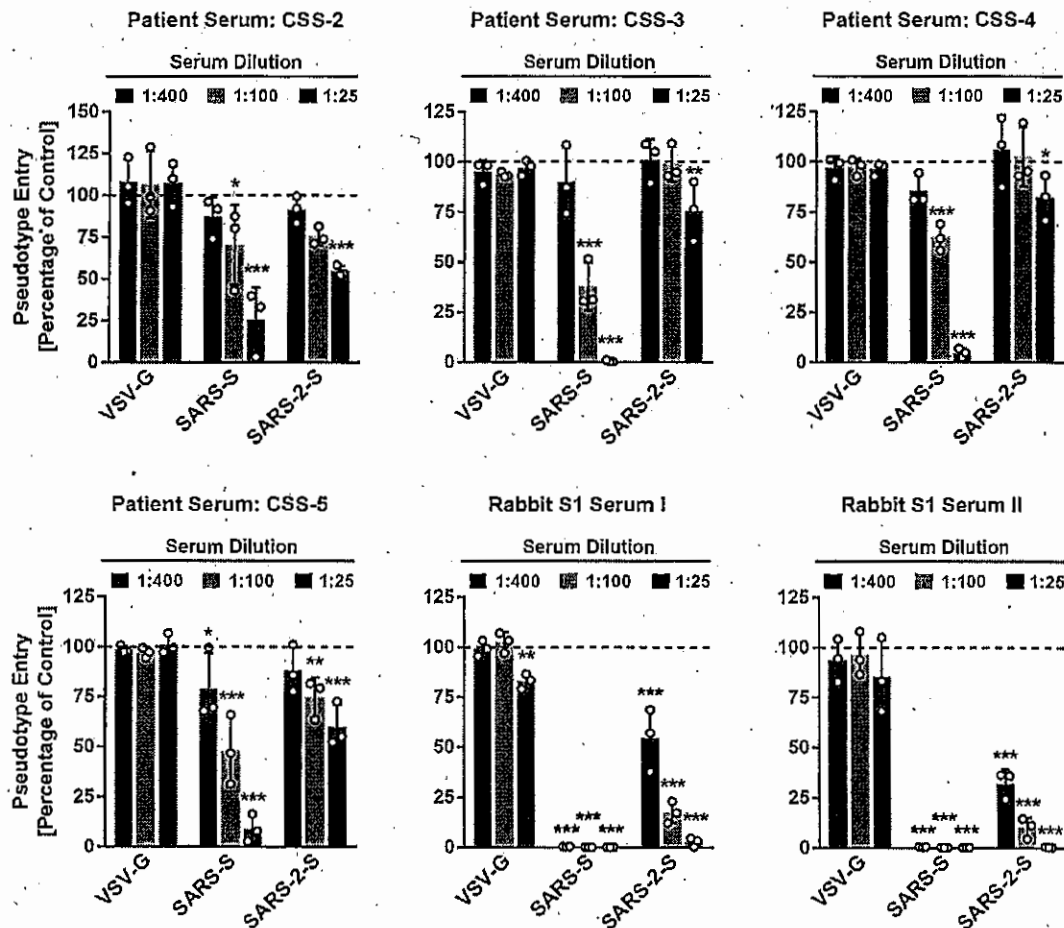 Patient Serum: CSS-2
Serum Dilution
1:400 1:100 1:25
Pseudotype Entry
[Percentage of Control]
150
125
100
75
50
25
0
* ***
***
VSV-G
SARS-S
SARS-2-S
Patient Serum: CSS-3
Serum Dilution
1:400 1:100 1:25
125
100
75
50
25
0
*** ***
**
VSV-G
SARS-S
SARS-2-S
Patient Serum: CSS-4
Serum Dilution
1:400 1:100 1:25
125
100
75
50
25
0
*** ***
*
VSV-G
SARS-S
SARS-2-S
Patient Serum: CSS-5
Serum Dilution
1:400 1:100 1:25
Pseudotype Entry
[Percentage of Control]
125
100
75
50
25
0
* *** ***
** ***
VSV-G
SARS-S
SARS-2-S
Rabbit S1 Serum I
Serum Dilution
1:400 1:100 1:25
125
100
75
50
25
0
**
*** *** ***
*** *** ***
VSV-G
SARS-S
SARS-2-S
Rabbit S1 Serum II
Serum Dilution
1:400 1:100 1:25
125
100
75
50
25
0
*** *** ***
*** *** ***
VSV-G
SARS-S
SARS-2-S